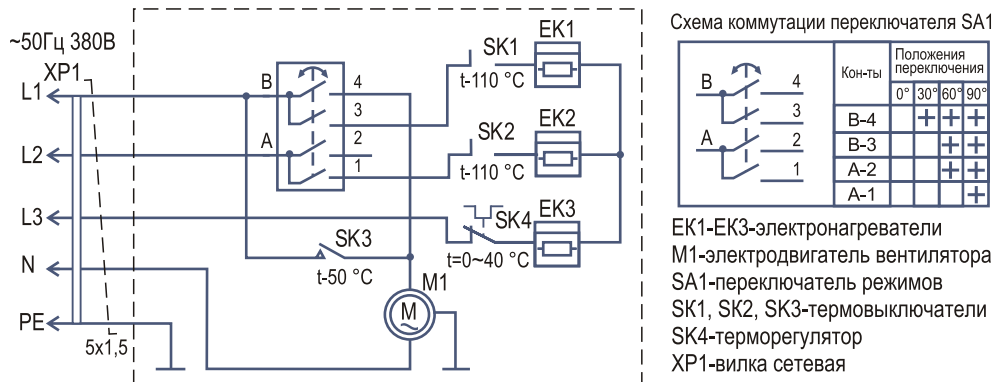 ~50Гц 380В
XP1
L1
L2
L3
N
PE
5x1,5
B
4
3
A
2
1
SK1
t-110 °C
EK1
SK2
t-110 °C
EK2
SK4
t=0~40 °C
EK3
SK3
t-50 °C
M1
M
Схема коммутации переключателя SA1
B
4
3
A
2
1
Кон-ты
Положения
переключения
0° 30° 60° 90°
B-4 + + +
B-3 + +
A-2 + +
A-1 +
EK1-EK3-электронагреватели
M1-электродвигатель вентилятора
SA1-переключатель режимов
SK1, SK2, SK3-термовыключатели
SK4-терморегулятор
XP1-вилка сетевая